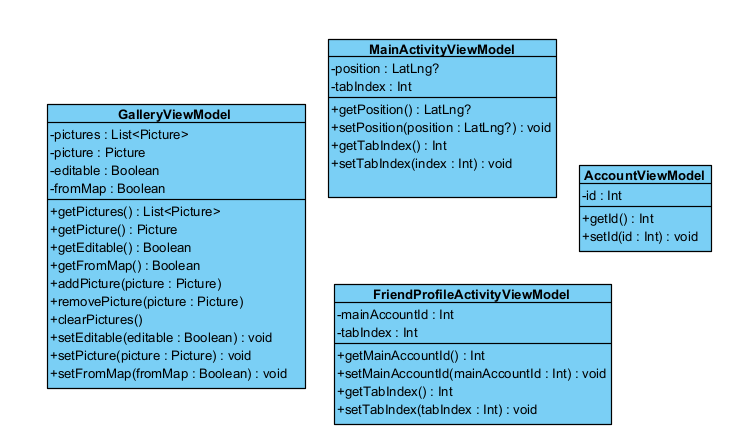 MainActivityViewModel
-position : LatLng?
-tabIndex : Int
+getPosition() : LatLng?
+setPosition(position : LatLng?) : void
+getTabIndex() : Int
+setTabIndex(index : Int) : void
GalleryViewModel
-pictures : List<Picture>
-picture : Picture
-editable : Boolean
-fromMap : Boolean
+getPictures() : List<Picture>
+getPicture() : Picture
+getEditable() : Boolean
+getFromMap() : Boolean
+addPicture(picture : Picture)
+removePicture(picture : Picture)
+clearPictures()
+setEditable(editable : Boolean) : void
+setPicture(picture : Picture) : void
+setFromMap(fromMap : Boolean) : void
AccountViewModel
-id : Int
+getId() : Int
+setId(id : Int) : void
FriendProfileActivityViewModel
-mainAccountId : Int
-tabIndex : Int
+getMainAccountId() : Int
+setMainAccountId(mainAccountId : Int) : void
+getTabIndex() : Int
+setTabIndex(tabIndex : Int) : void